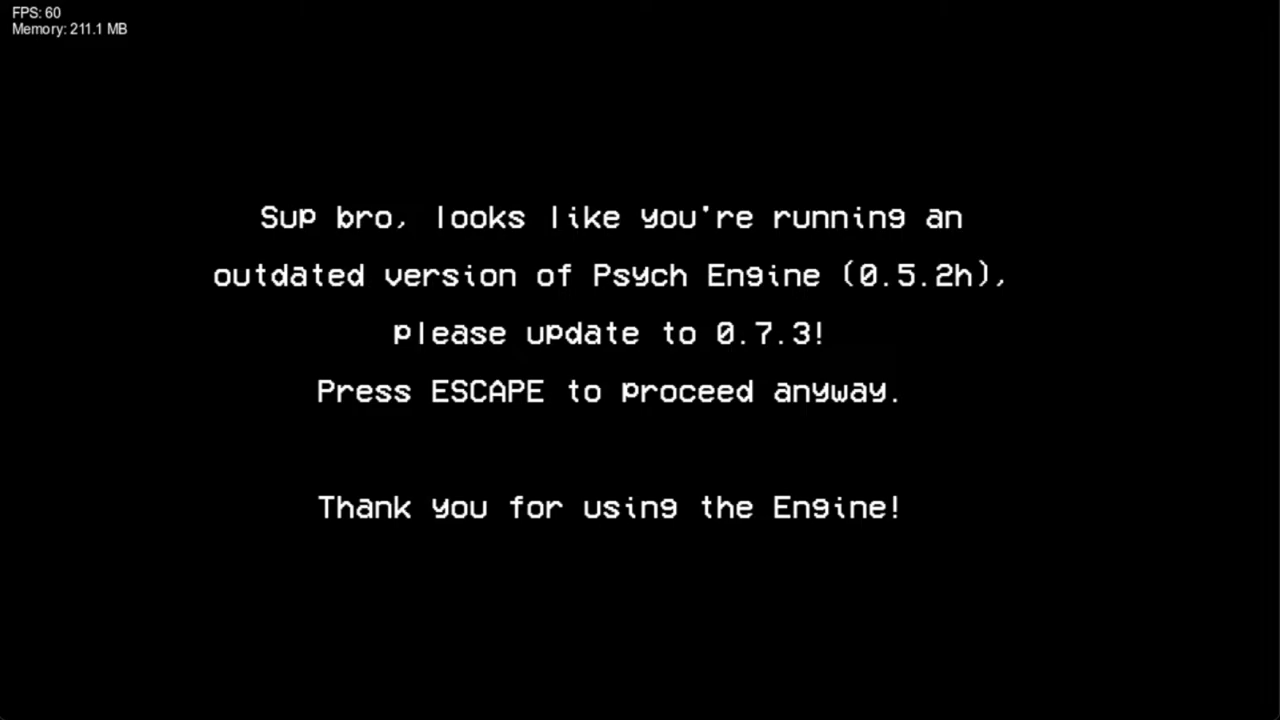 FPS: 60
Memory: 211.1 MB
Sup bro, looks like you're running an
outdated version of Psych Engine (0.5.2h),
please update to 0.7.3!
Press ESCAPE to proceed anyway.
Thank you for using the Engine!